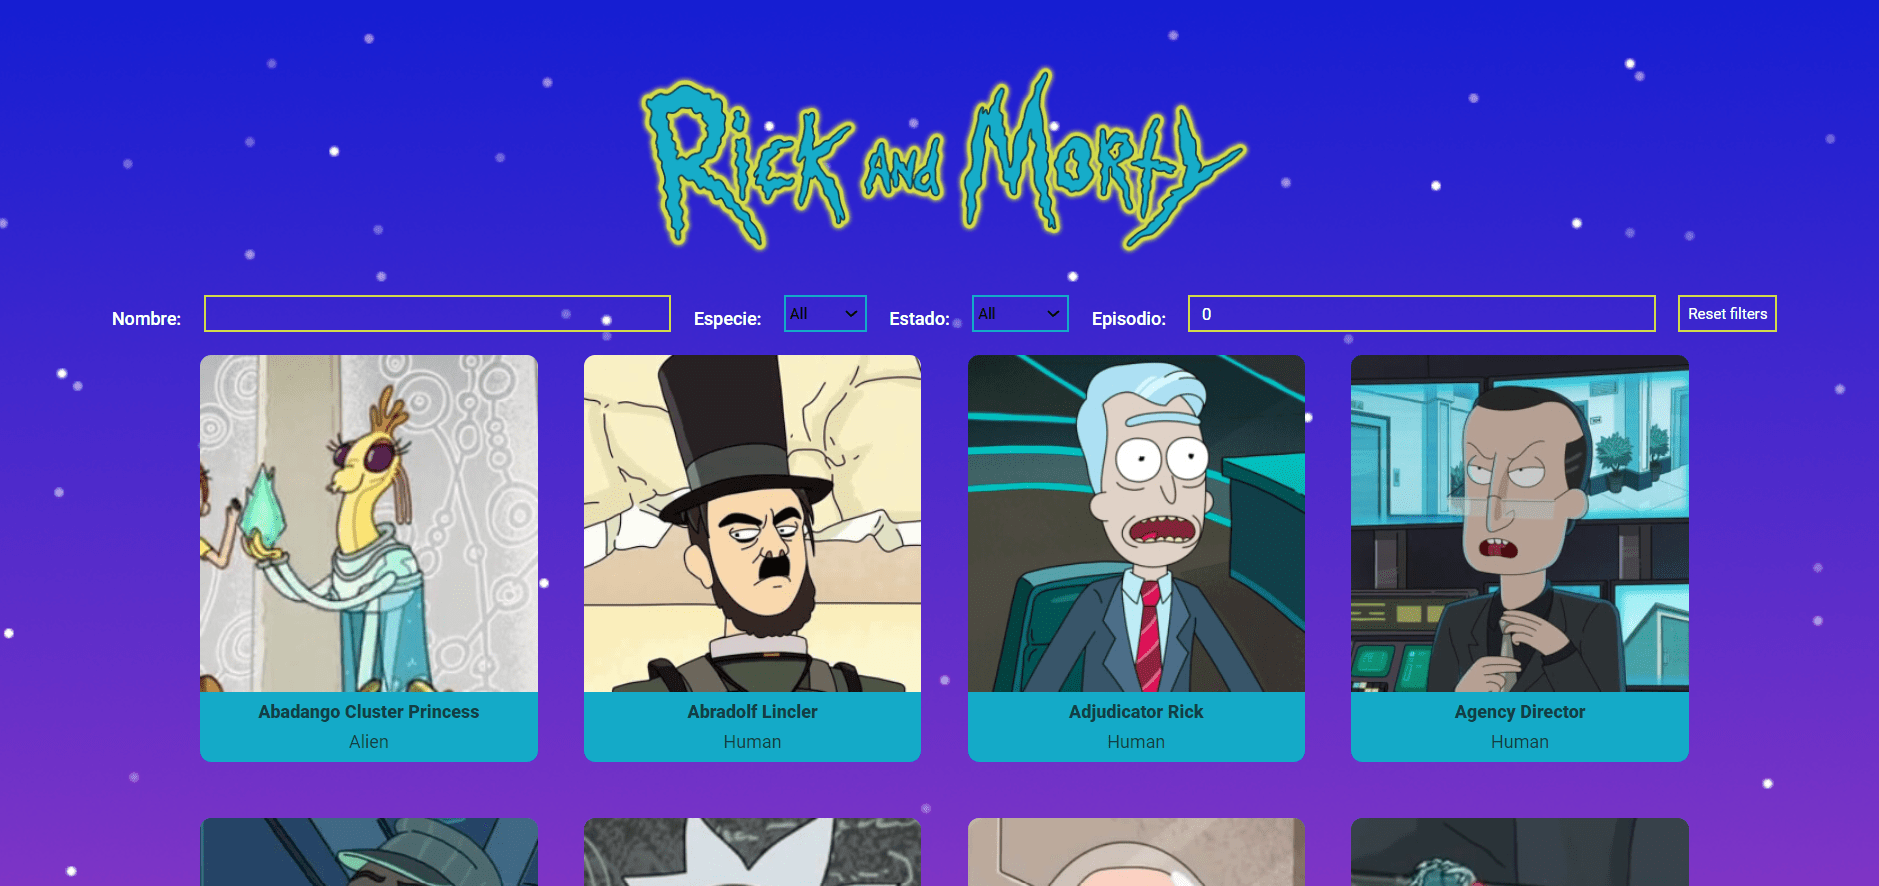 Rick and Morty
Nombre: Especie: All Estado: All Episodio: 0 Reset filters
Abadango Cluster Princess Abradolf Lincler Adjudicator Rick Agency Director
Alien Human Human Human